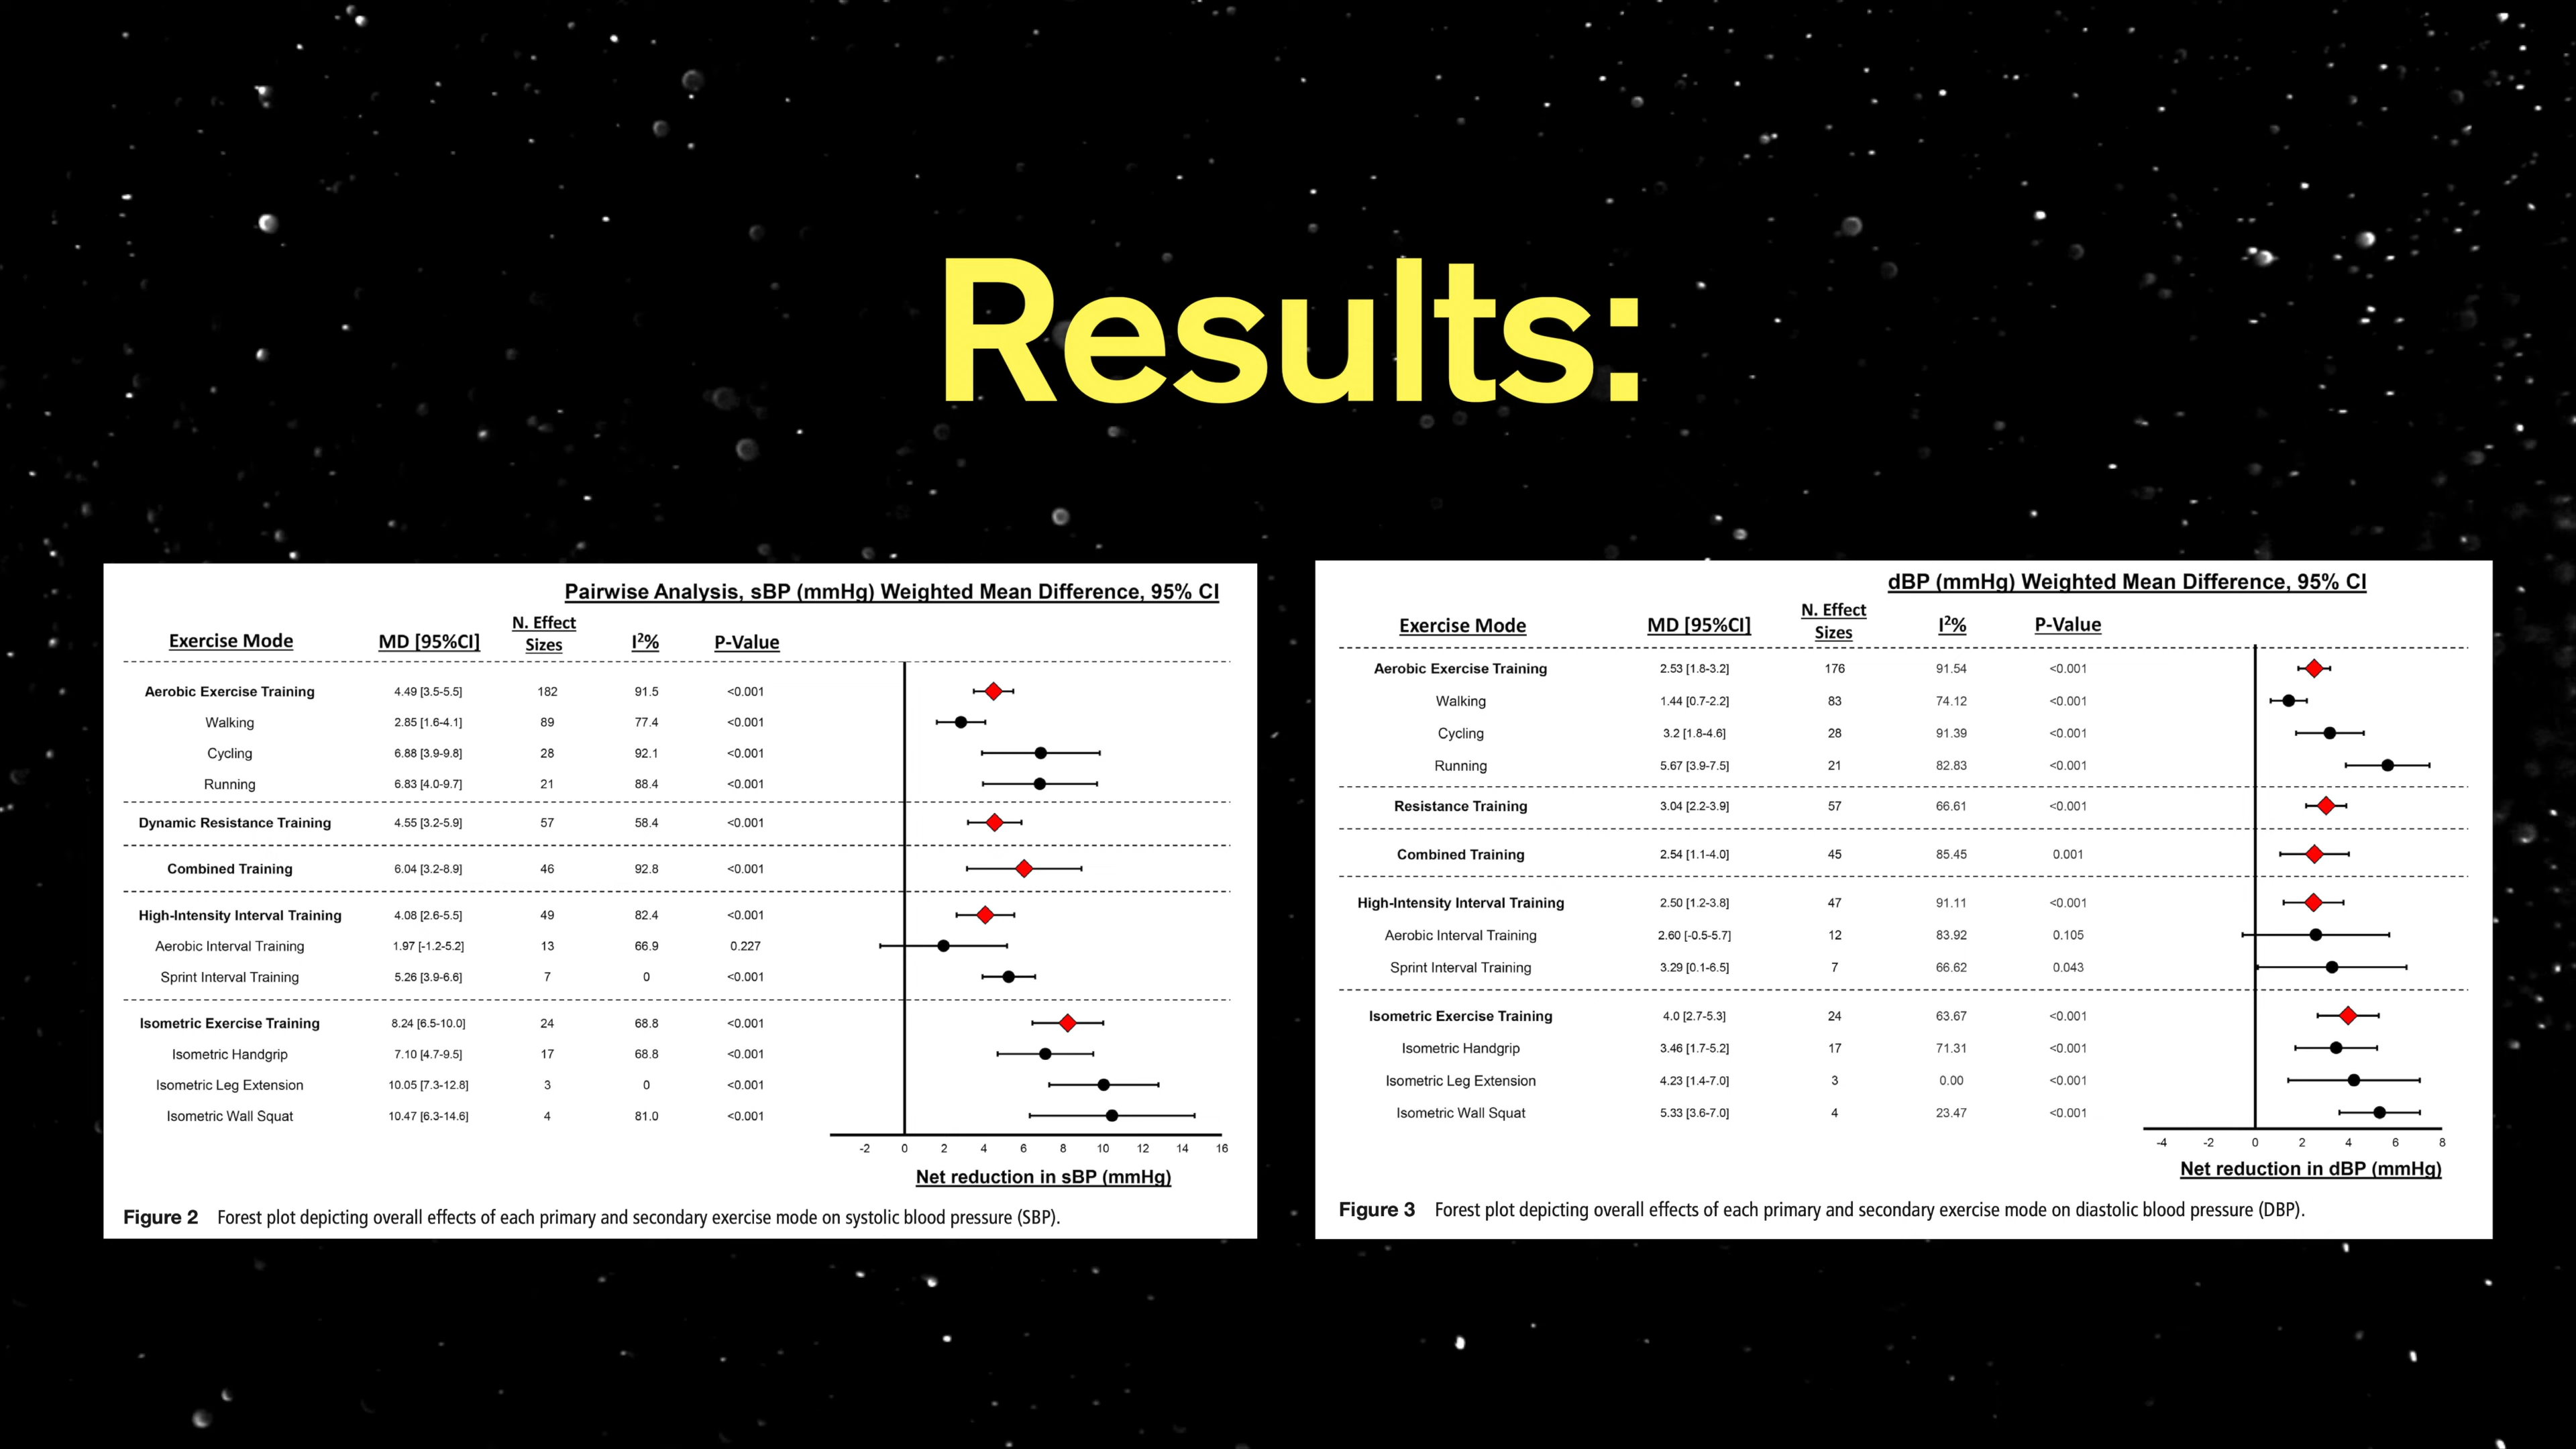 Results:
Pairwise Analysis, sBP (mmHg) Weighted Mean Difference, 95% CI
Exercise Mode MD [95%CI] N. Effect Sizes I²% P-Value
Aerobic Exercise Training 4.49 [3.5-5.5] 182 91.5 <0.001
Walking 2.85 [1.6-4.1] 89 77.4 <0.001
Cycling 6.88 [3.9-9.8] 28 92.1 <0.001
Running 6.83 [4.0-9.7] 21 88.4 <0.001
Dynamic Resistance Training 4.55 [3.2-5.9] 57 58.4 <0.001
Combined Training 6.04 [3.2-8.9] 46 92.8 <0.001
High-Intensity Interval Training 4.08 [2.6-5.5] 49 82.4 <0.001
Aerobic Interval Training 1.97 [-1.2-5.2] 13 66.9 0.227
Sprint Interval Training 5.26 [3.9-6.6] 7 0 <0.001
Isometric Exercise Training 8.24 [6.5-10.0] 24 68.8 <0.001
Isometric Handgrip 7.10 [4.7-9.5] 17 68.8 <0.001
Isometric Leg Extension 10.05 [7.3-12.8] 3 0 <0.001
Isometric Wall Squat 10.47 [6.3-14.6] 4 81.0 <0.001
-2 0 2 4 6 8 10 12 14 16
Net reduction in sBP (mmHg)
Figure 2 Forest plot depicting overall effects of each primary and secondary exercise mode on systolic blood pressure (SBP).
dBP (mmHg) Weighted Mean Difference, 95% CI
Exercise Mode MD [95%CI] N. Effect Sizes I²% P-Value
Aerobic Exercise Training 2.53 [1.8-3.2] 176 91.54 <0.001
Walking 1.44 [0.7-2.2] 83 74.12 <0.001
Cycling 3.2 [1.8-4.6] 28 91.39 <0.001
Running 5.67 [3.9-7.5] 21 82.83 <0.001
Resistance Training 3.04 [2.2-3.9] 57 66.61 <0.001
Combined Training 2.54 [1.1-4.0] 45 85.45 0.001
High-Intensity Interval Training 2.50 [1.2-3.8] 47 91.11 <0.001
Aerobic Interval Training 2.60 [-0.5-5.7] 12 83.92 0.105
Sprint Interval Training 3.29 [0.1-6.5] 7 66.62 0.043
Isometric Exercise Training 4.0 [2.7-5.3] 24 63.67 <0.001
Isometric Handgrip 3.46 [1.7-5.2] 17 71.31 <0.001
Isometric Leg Extension 4.23 [1.4-7.0] 3 0.00 <0.001
Isometric Wall Squat 5.33 [3.6-7.0] 4 23.47 <0.001
-4 -2 0 2 4 6 8
Net reduction in dBP (mmHg)
Figure 3 Forest plot depicting overall effects of each primary and secondary exercise mode on diastolic blood pressure (DBP).